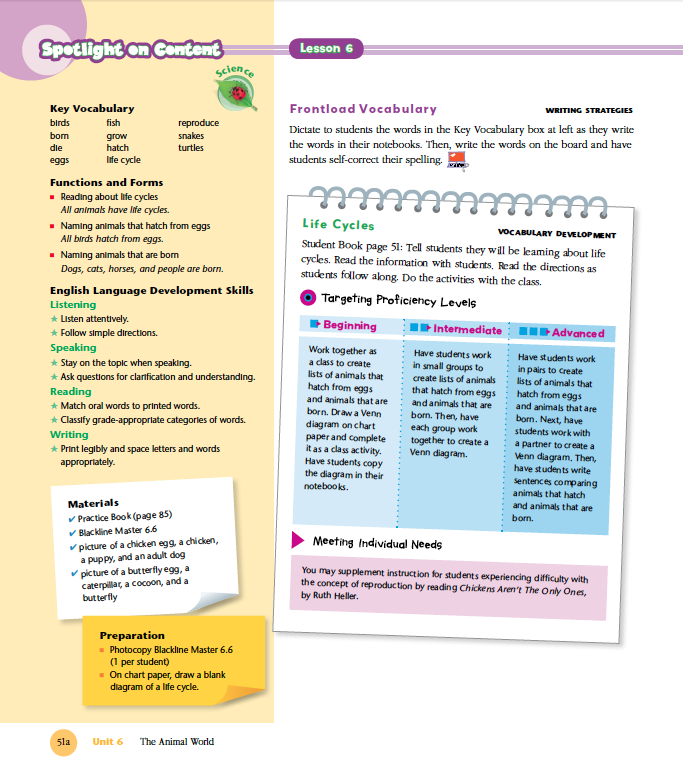 Spotlight on Content
Lesson 6
Science
Key Vocabulary
birds fish reproduce
born grow snakes
die hatch turtles
eggs life cycle
Functions and Forms
Reading about life cycles
All animals have life cycles.
Naming animals that hatch from eggs
All birds hatch from eggs.
Naming animals that are born
Dogs, cats, horses, and people are born.
English Language Development Skills
Listening
★ Listen attentively.
★ Follow simple directions.
Speaking
★ Stay on the topic when speaking.
★ Ask questions for clarification and understanding.
Reading
★ Match oral words to printed words.
★ Classify grade-appropriate categories of words.
Writing
★ Print legibly and space letters and words
appropriately.
Materials
✔ Practice Book (page 85)
✔ Blackline Master 6.6
✔ picture of a chicken egg, a chicken,
a puppy, and an adult dog
✔ picture of a butterfly egg, a
caterpillar, a cocoon, and a
butterfly
Preparation
Photocopy Blackline Master 6.6
(1 per student)
On chart paper, draw a blank
diagram of a life cycle.
Frontload Vocabulary WRITING STRATEGIES
Dictate to students the words in the Key Vocabulary box at left as they write
the words in their notebooks. Then, write the words on the board and have
students self-correct their spelling.
Life Cycles VOCABULARY DEVELOPMENT
Student Book page 51: Tell students they will be learning about life
cycles. Read the information with students. Read the directions as
students follow along. Do the activities with the class.
Targeting Proficiency Levels
Beginning
Work together as
a class to create
lists of animals that
hatch from eggs
and animals that are
born. Draw a Venn
diagram on chart
paper and complete
it as a class activity.
Have students copy
the diagram in their
notebooks.
Intermediate
Have students work
in small groups to
create lists of animals
that hatch from eggs
and animals that are
born. Then, have
each group work
together to create a
Venn diagram.
Advanced
Have students work
in pairs to create
lists of animals that
hatch from eggs
and animals that are
born. Next, have
students work with
a partner to create a
Venn diagram. Then,
have students write
sentences comparing
animals that hatch
and animals that are
born.
Meeting Individual Needs
You may supplement instruction for students experiencing difficulty with
the concept of reproduction by reading Chickens Aren't The Only Ones,
by Ruth Heller.
51a Unit 6 The Animal World